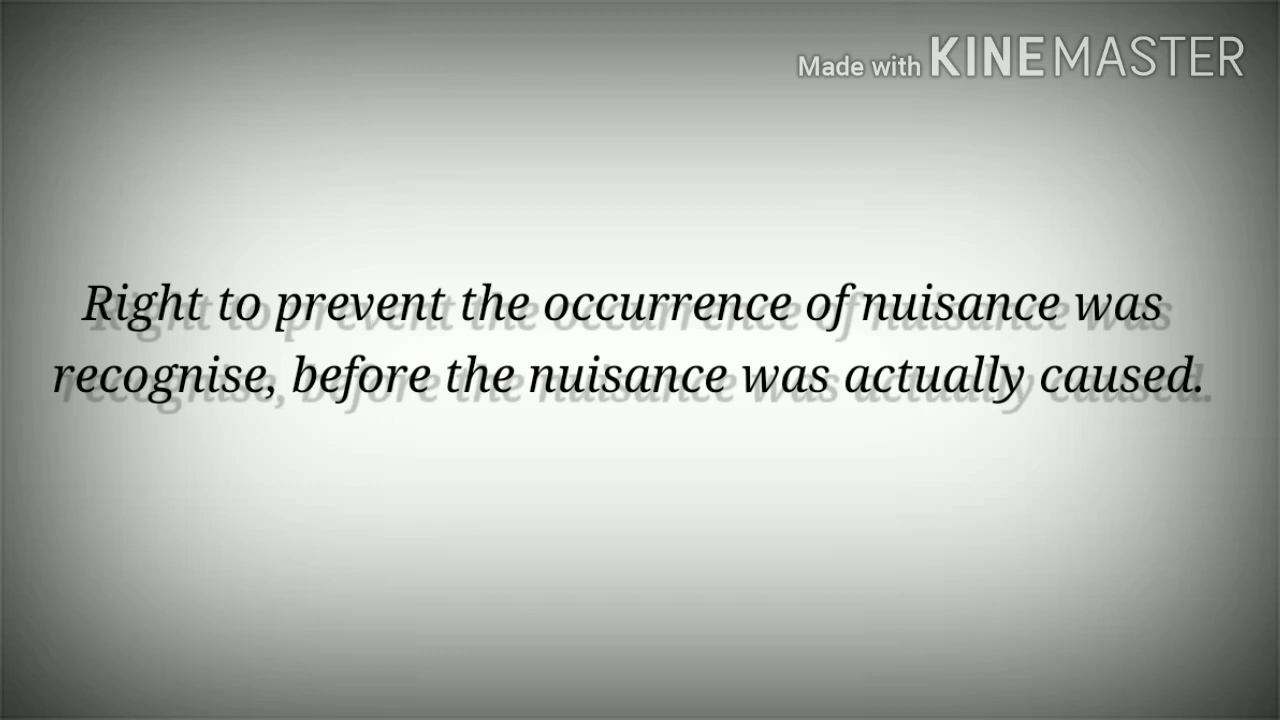 Made with KINEMASTER
Right to prevent the occurrence of nuisance was
recognise, before the nuisance was actually caused.